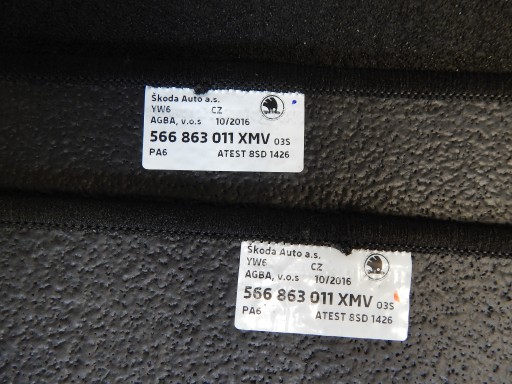 Škoda Auto a.s.
YW6 CZ
AGBA, v.o.s 10/2016
566 863 011 XMV 03S
PA6 ATEST 8SD 1426
Škoda Auto a.s.
YW6 CZ
AGBA, v.o.s 10/2016
566 863 011 XMV 03S
PA6 ATEST 8SD 1426